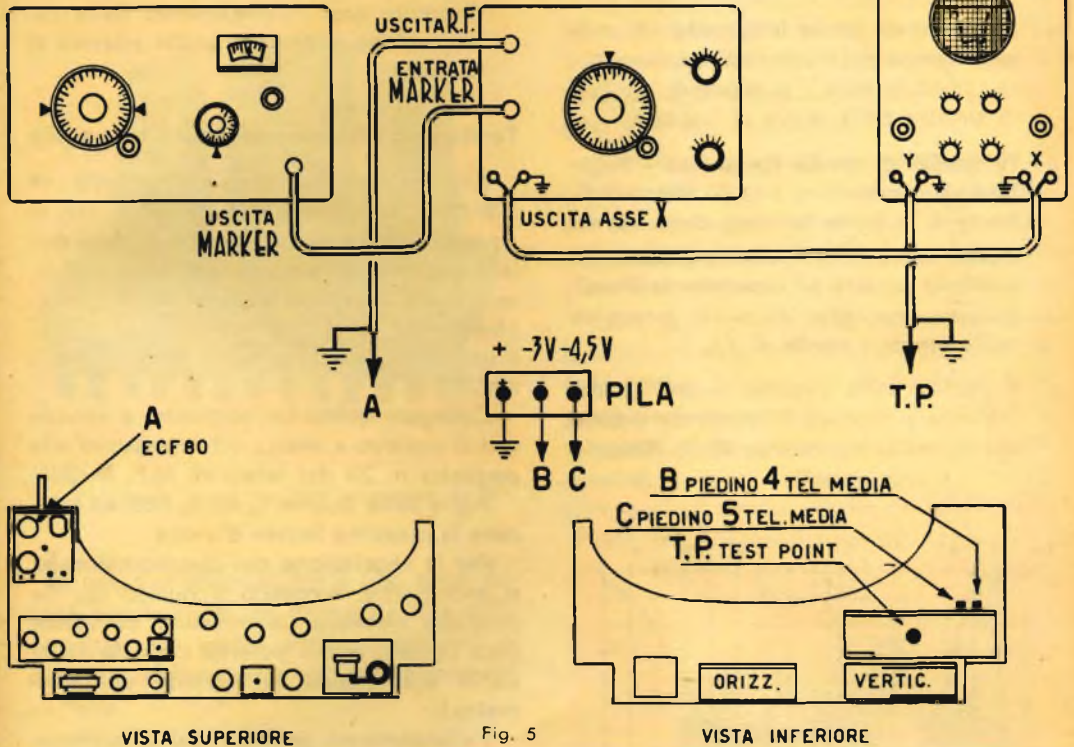 USCITA R.F.
ENTRATA
MARKER
USCITA
MARKER
USCITA ASSE X
Y
X
+ -3V -4,5V
+ - -
PILA
A
B C
T.P.
A
ECF80
B PIEDINO 4 TEL MEDIA
C PIEDINO 5 TEL. MEDIA
T.P. TEST POINT
ORIZZ.
VERTIC.
VISTA SUPERIORE
Fig. 5
VISTA INFERIORE